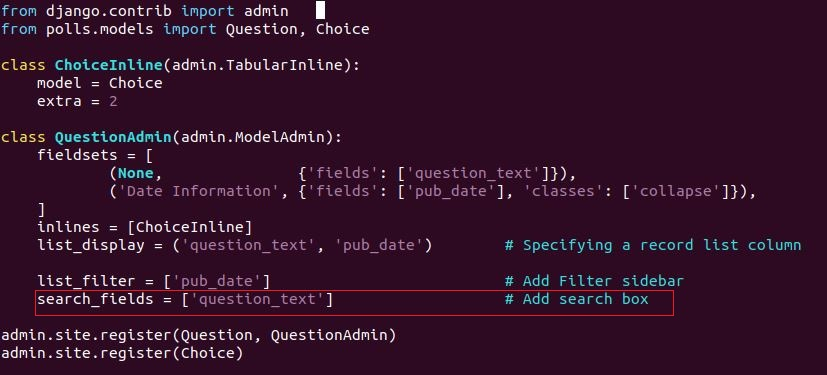 from django.contrib import admin
from polls.models import Question, Choice

class ChoiceInline(admin.TabularInline):
    model = Choice
    extra = 2

class QuestionAdmin(admin.ModelAdmin):
    fieldsets = [
            (None,               {'fields': ['question_text']}),
            ('Date Information', {'fields': ['pub_date'], 'classes': ['collapse']}),
    ]
    inlines = [ChoiceInline]
    list_display = ('question_text', 'pub_date')        # Specifying a record list column

    list_filter = ['pub_date']                          # Add Filter sidebar
    search_fields = ['question_text']                   # Add search box

admin.site.register(Question, QuestionAdmin)
admin.site.register(Choice)